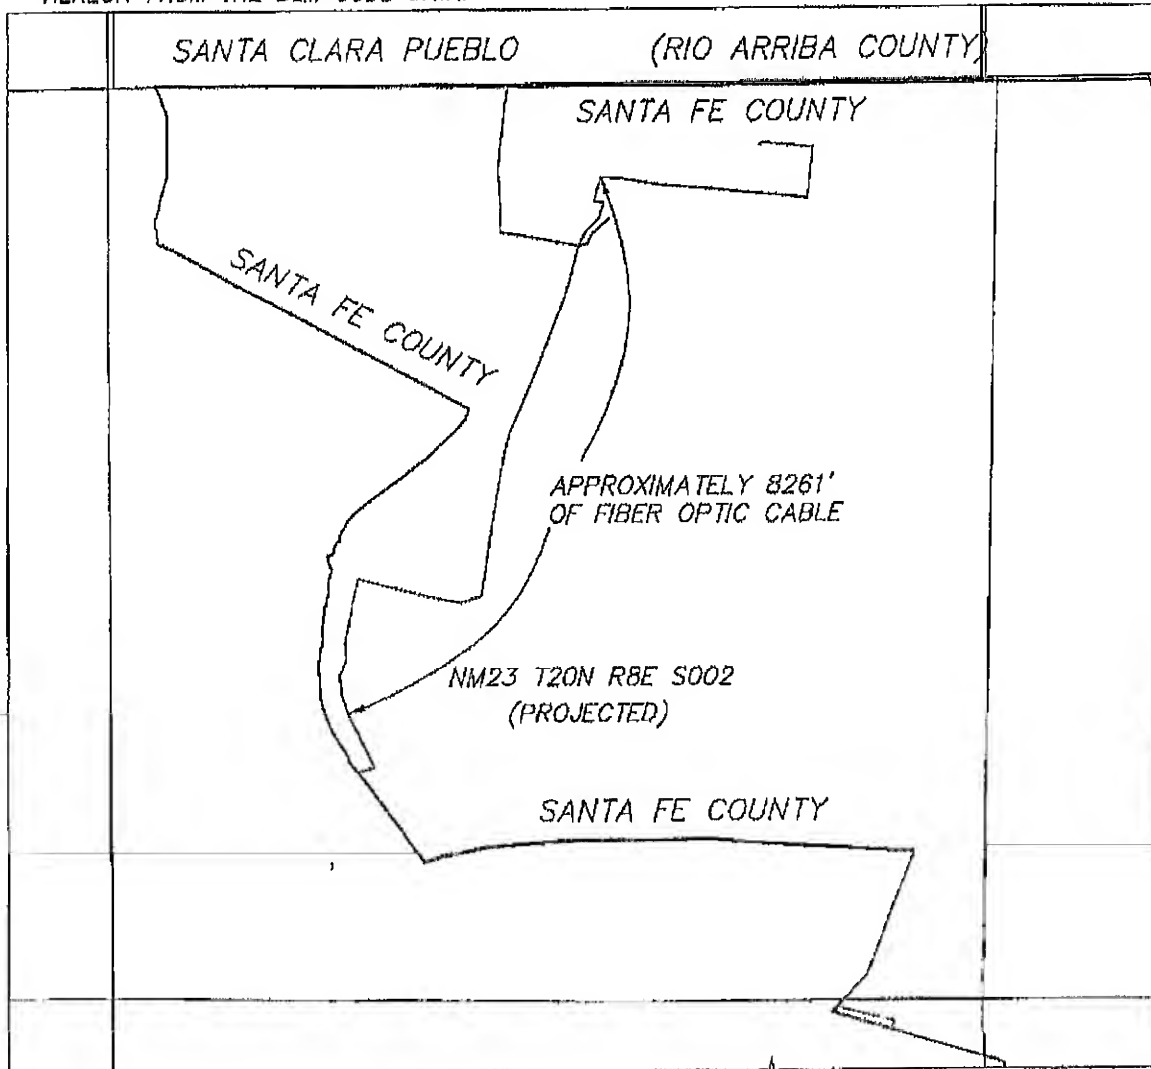 SANTA CLARA PUEBLO (RIO ARRIBA COUNTY)
SANTA FE COUNTY
SANTA FE COUNTY
APPROXIMATELY 8261'
OF FIBER OPTIC CABLE
NM23 T20N R8E S002
(PROJECTED)
SANTA FE COUNTY